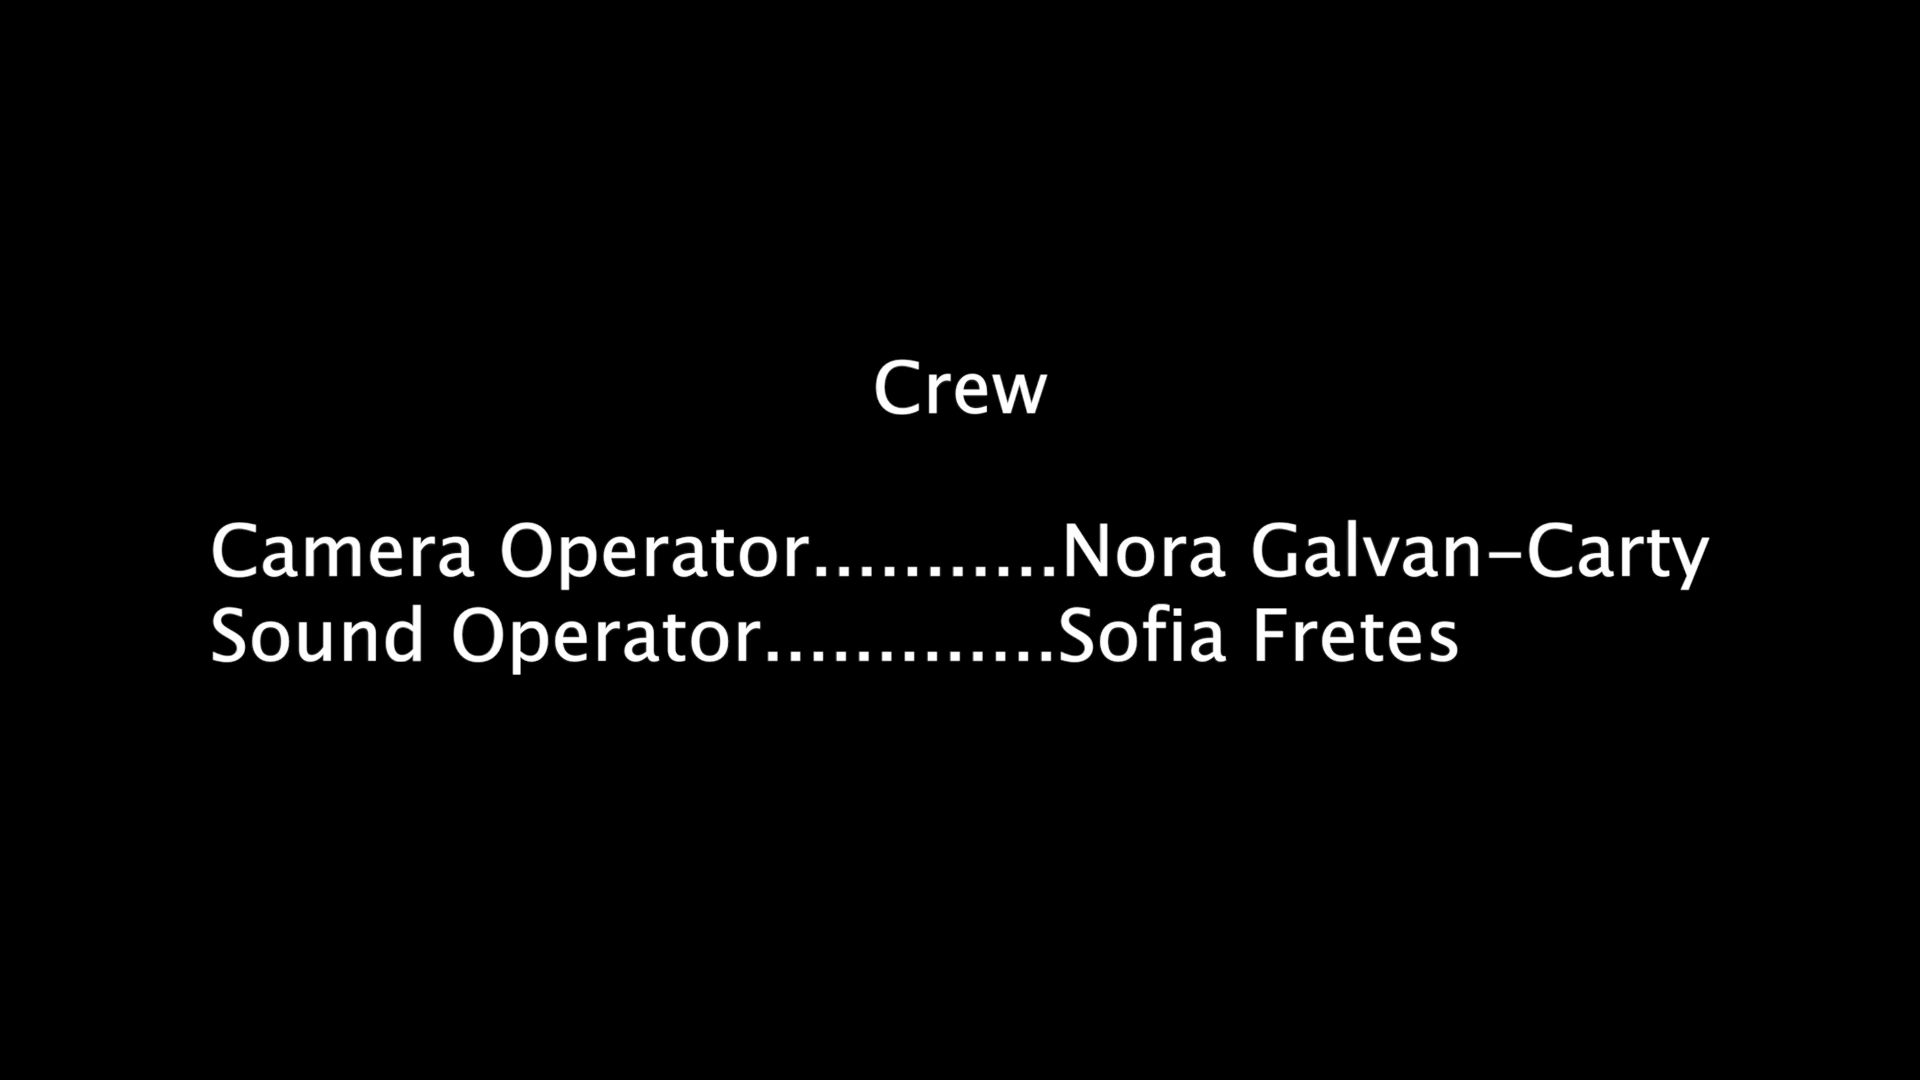 Crew
Camera Operator...........Nora Galvan-Carty
Sound Operator.............Sofia Fretes